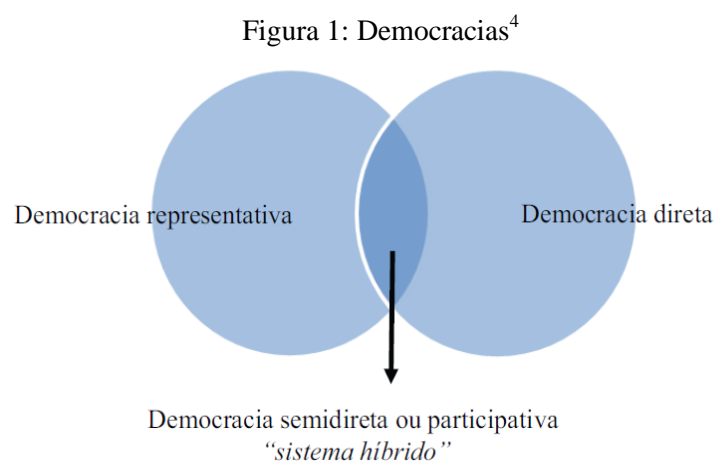 Figura 1: Democracias⁴
Democracia representativa
Democracia direta
Democracia semidireta ou participativa
“sistema híbrido”